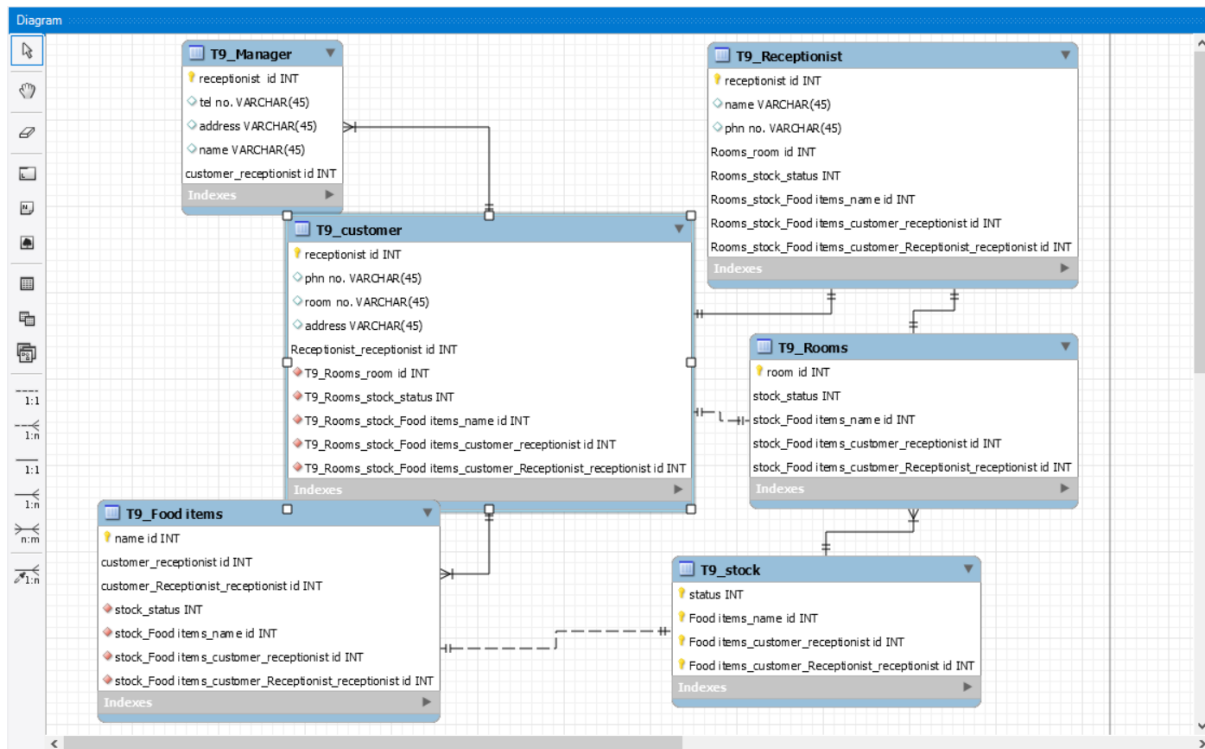 Diagram
T9_Manager
receptionist id INT
tel no. VARCHAR(45)
address VARCHAR(45)
name VARCHAR(45)
customer_receptionist id INT
Indexes
T9_Receptionist
receptionist id INT
name VARCHAR(45)
phn no. VARCHAR(45)
Rooms_room id INT
Rooms_stock_status INT
Rooms_stock_Food items_name id INT
Rooms_stock_Food items_customer_receptionist id INT
Rooms_stock_Food items_customer_Receptionist_receptionist id INT
Indexes
T9_customer
receptionist id INT
phn no. VARCHAR(45)
room no. VARCHAR(45)
address VARCHAR(45)
Receptionist_receptionist id INT
T9_Rooms_room id INT
T9_Rooms_stock_status INT
T9_Rooms_stock_Food items_name id INT
T9_Rooms_stock_Food items_customer_receptionist id INT
T9_Rooms_stock_Food items_customer_Receptionist_receptionist id INT
Indexes
T9_Rooms
room id INT
stock_status INT
stock_Food items_name id INT
stock_Food items_customer_receptionist id INT
stock_Food items_customer_Receptionist_receptionist id INT
Indexes
T9_Food items
name id INT
customer_receptionist id INT
customer_Receptionist_receptionist id INT
stock_status INT
stock_Food items_name id INT
stock_Food items_customer_receptionist id INT
stock_Food items_customer_Receptionist_receptionist id INT
Indexes
T9_stock
status INT
Food items_name id INT
Food items_customer_receptionist id INT
Food items_customer_Receptionist_receptionist id INT
Indexes
1:1
1:n
1:1
1:n
n:m
1:n